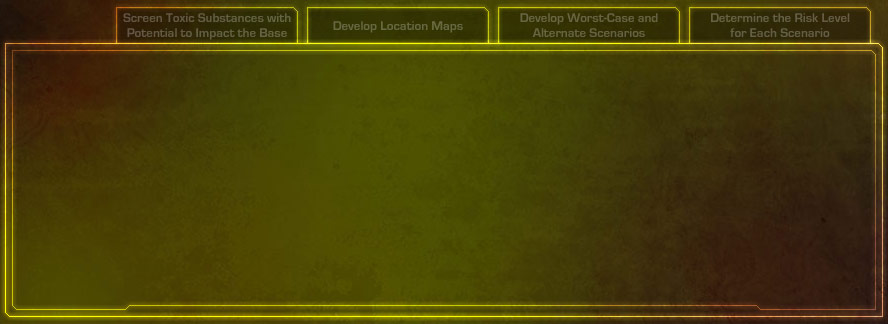 Screen Toxic Substances with
Potential to Impact the Base
Develop Location Maps
Develop Worst-Case and
Alternate Scenarios
Determine the Risk Level
for Each Scenario